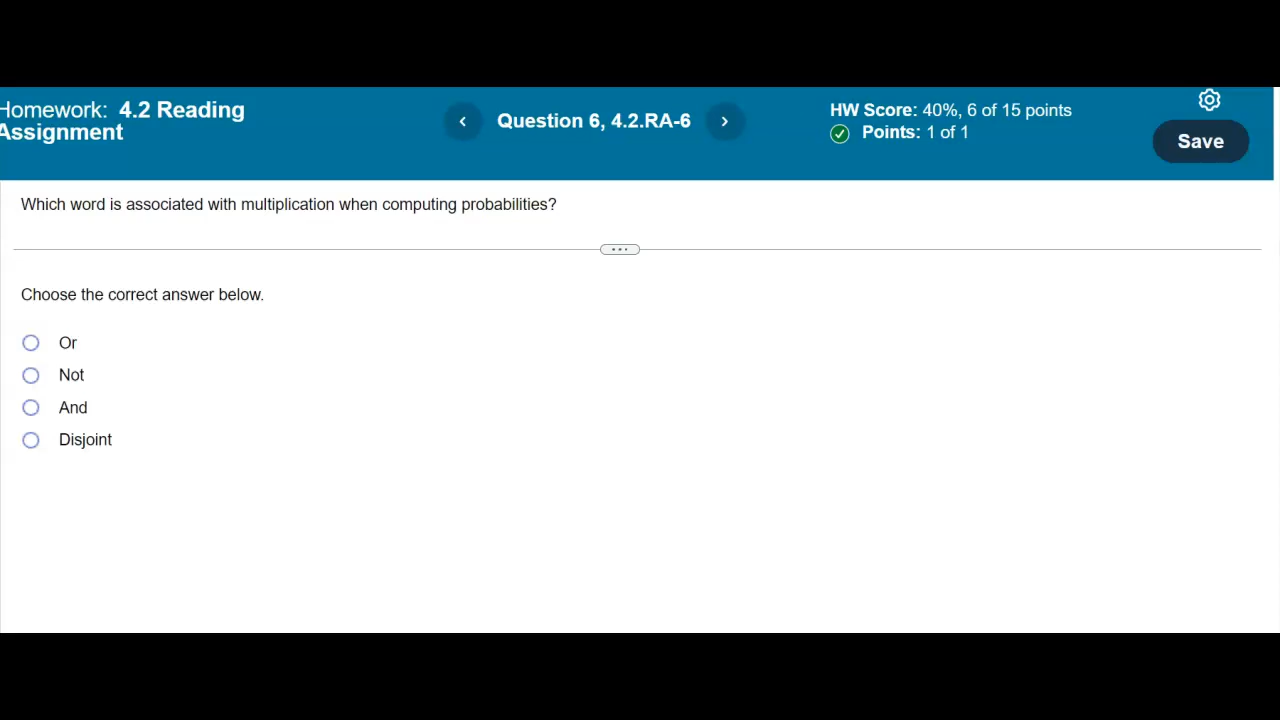 Homework: 4.2 Reading
Assignment
Question 6, 4.2.RA-6
HW Score: 40%, 6 of 15 points
Points: 1 of 1
Save
Which word is associated with multiplication when computing probabilities?
Choose the correct answer below.
Or
Not
And
Disjoint